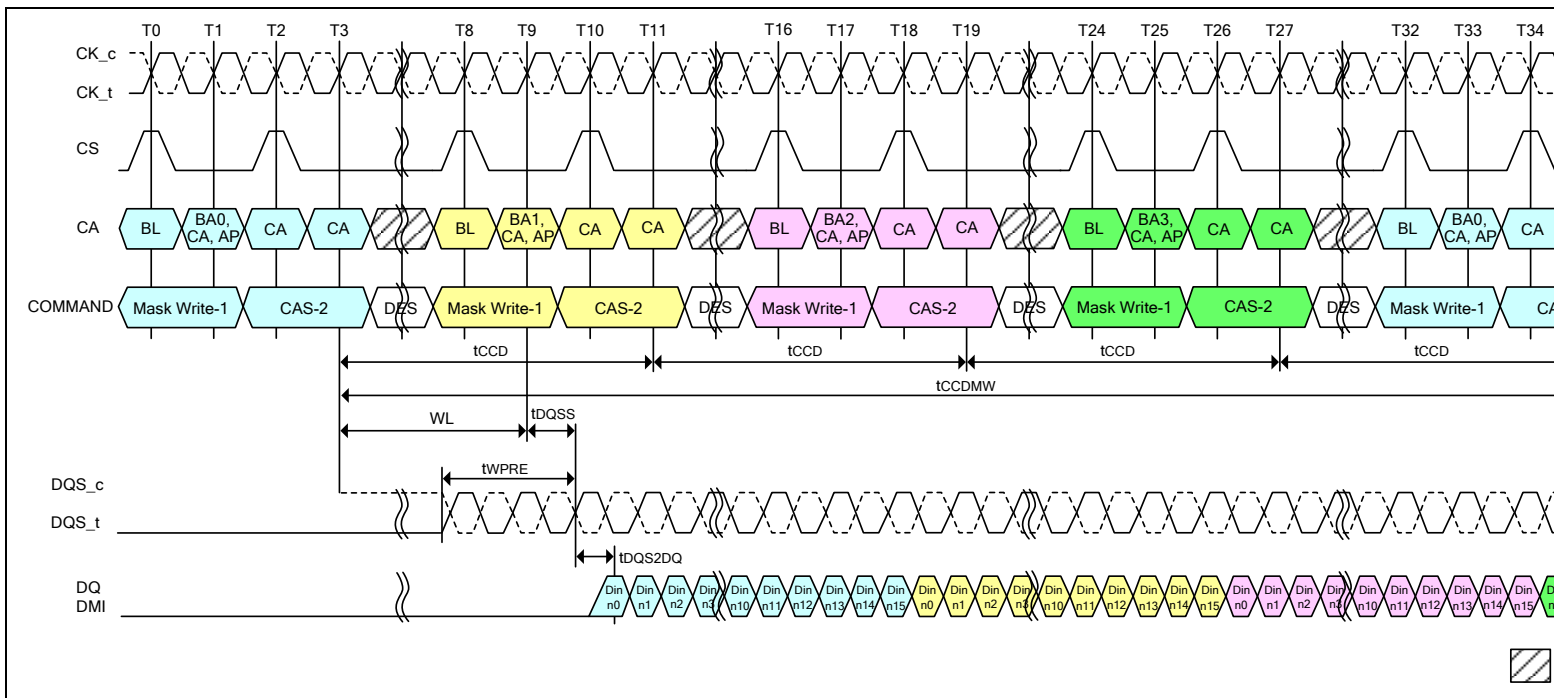 T0 T1 T2 T3 T8 T9 T10 T11 T16 T17 T18 T19 T24 T25 T26 T27 T32 T33 T34
CK_c
CK_t
CS
CA BL BA0, CA, AP CA CA BL BA1, CA, AP CA CA BL BA2, CA, AP CA CA BL BA3, CA, AP CA CA BL BA0, CA, AP CA
COMMAND Mask Write-1 CAS-2 DES Mask Write-1 CAS-2 DES Mask Write-1 CAS-2 DES Mask Write-1 CAS-2 DES Mask Write-1 CA
tCCD tCCD tCCD tCCD
tCCDMW
WL tDQSS
tWPRE
DQS_c
DQS_t
tDQS2DQ
DQ
DMI
Din n0 Din n1 Din n2 Din n3 Din n10 Din n11 Din n12 Din n13 Din n14 Din n15 Din n0 Din n1 Din n2 Din n3 Din n10 Din n11 Din n12 Din n13 Din n14 Din n15 Din n0 Din n1 Din n2 Din n3 Din n10 Din n11 Din n12 Din n13 Din n14 Din n15